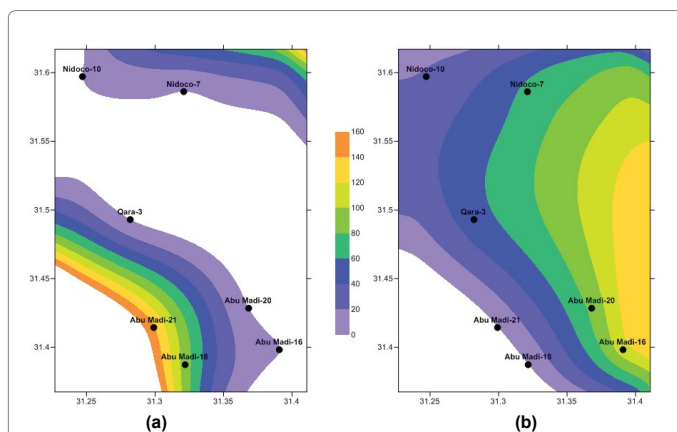 31.6
31.55
31.5
31.45
31.4
31.25
31.3
31.35
31.4
Nidoco-10
Nidoco-7
Qara-3
Abu Madi-20
Abu Madi-21
Abu Madi-16
Abu Madi-18
(a)
160
140
120
100
80
60
40
20
0
31.6
31.55
31.5
31.45
31.4
31.25
31.3
31.35
31.4
Nidoco-10
Nidoco-7
Qara-3
Abu Madi-20
Abu Madi-21
Abu Madi-16
Abu Madi-18
(b)